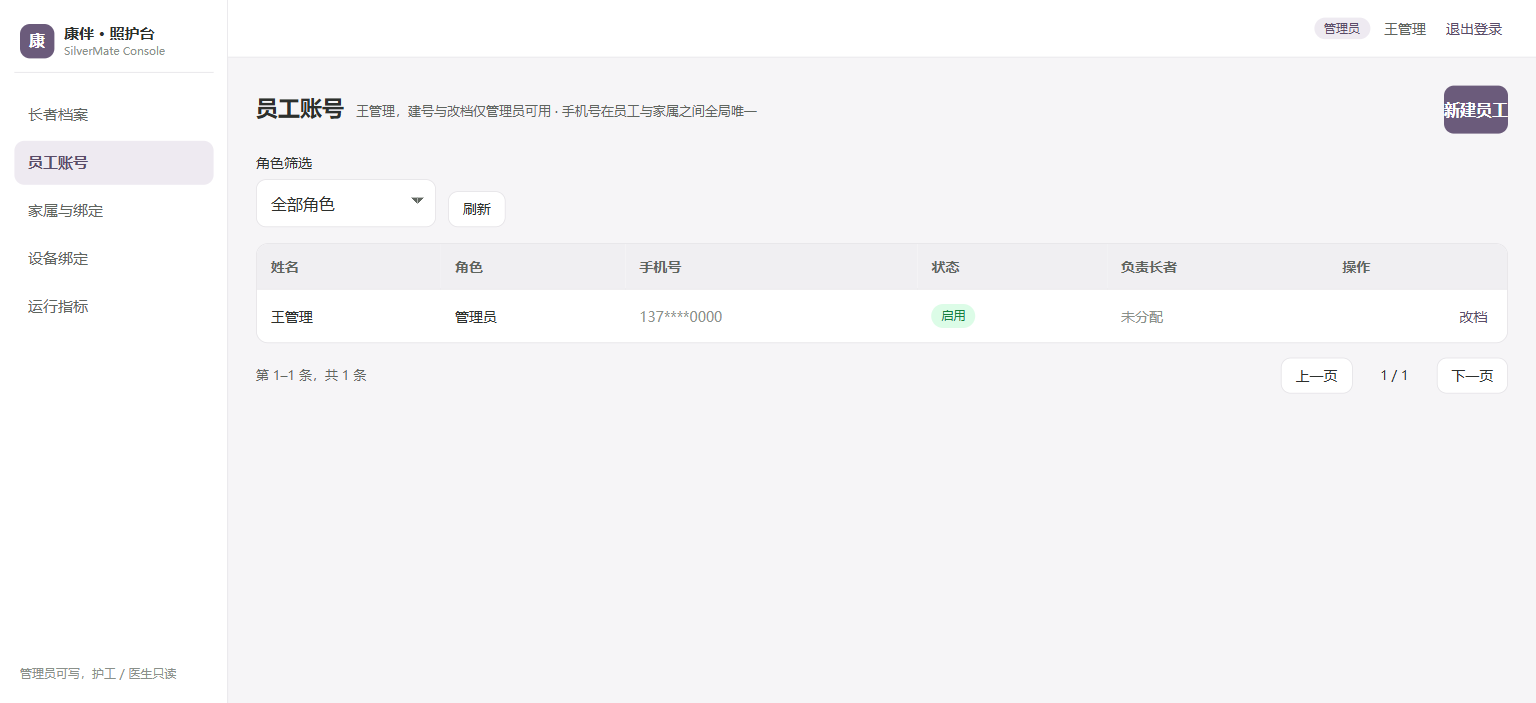 康
康伴·照护台
SilverMate Console
管理员 王管理 退出登录
长者档案
员工账号
家属与绑定
设备绑定
运行指标
管理员可写，护工 / 医生只读
员工账号 王管理，建号与改档仅管理员可用 · 手机号在员工与家属之间全局唯一
新建员工
角色筛选
全部角色 刷新
姓名 角色 手机号 状态 负责长者 操作
王管理 管理员 137****0000 启用 未分配 改档
第 1–1 条，共 1 条 上一页 1 / 1 下一页